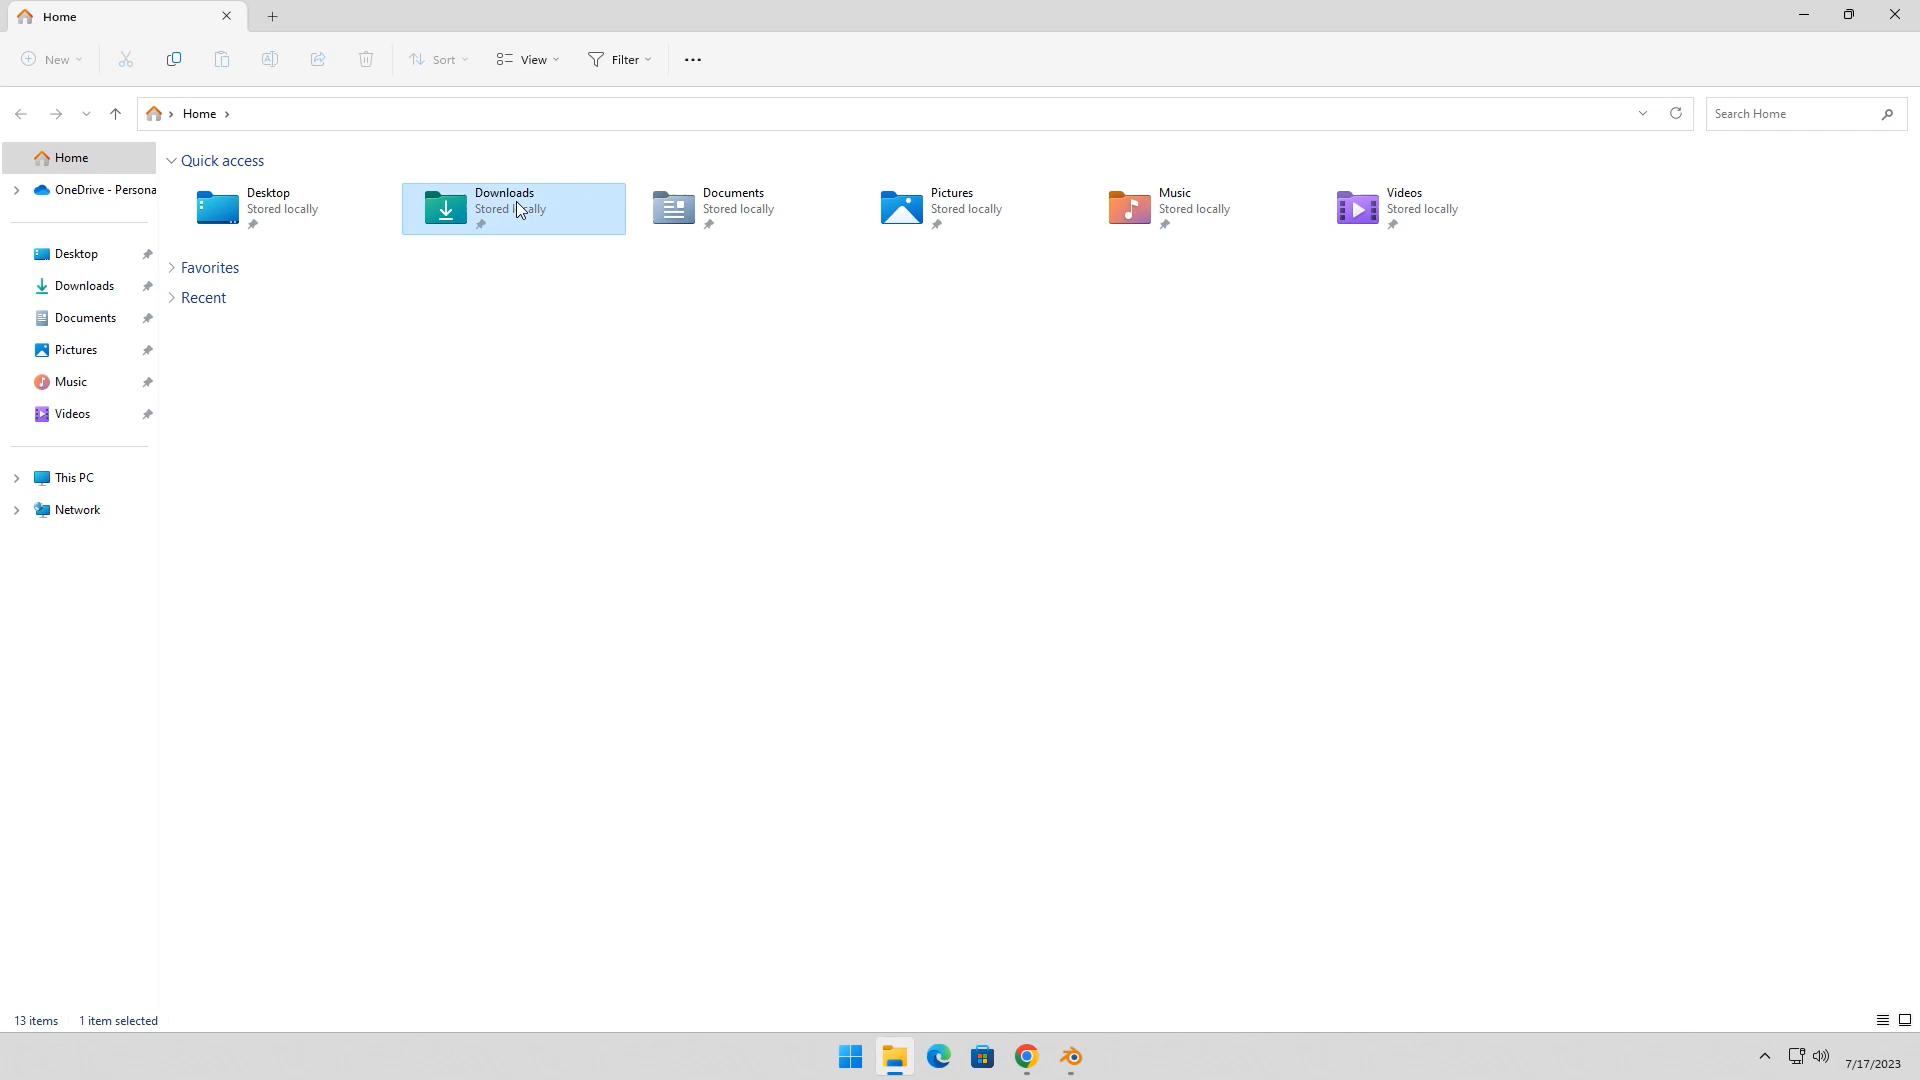 Home
New
Sort
View
Filter
Home
Search Home
Home
OneDrive - Persona
Desktop
Downloads
Documents
Pictures
Music
Videos
This PC
Network
Quick access
Desktop
Stored locally
Downloads
Stored locally
Documents
Stored locally
Pictures
Stored locally
Music
Stored locally
Videos
Stored locally
Favorites
Recent
13 items
1 item selected
7/17/2023